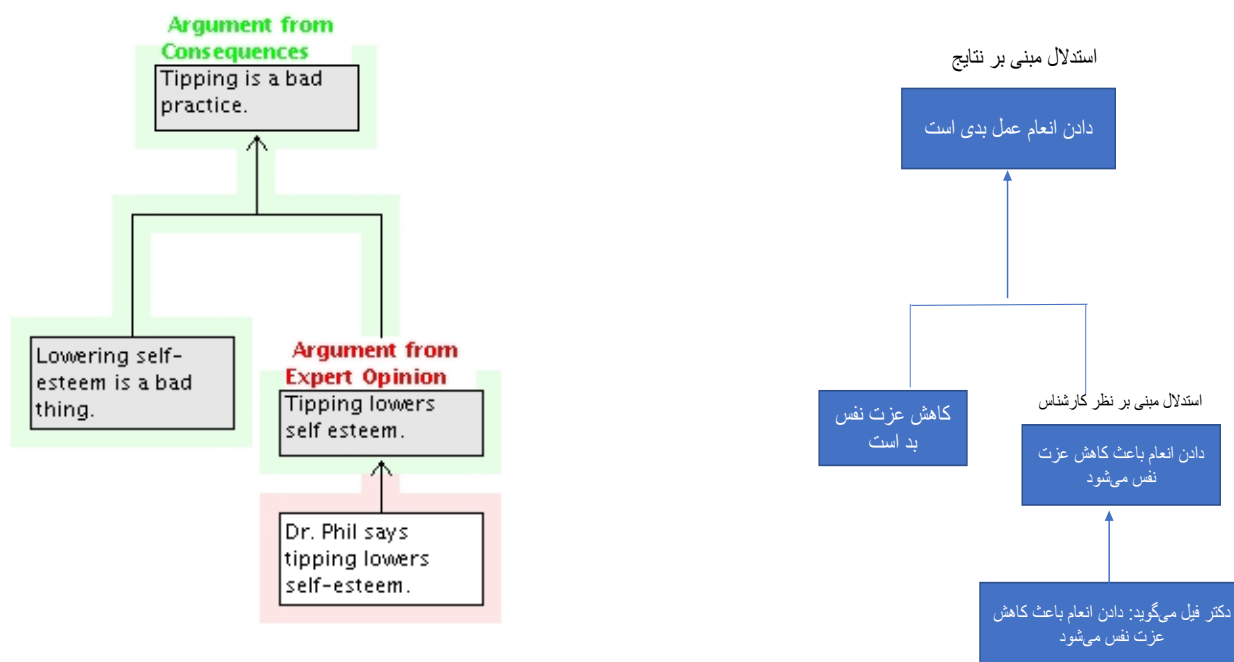 Argument from
Consequences
Tipping is a bad
practice.
Lowering self-
esteem is a bad
thing.
Argument from
Expert Opinion
Tipping lowers
self esteem.
Dr. Phil says
tipping lowers
self-esteem.
استدلال مبنی بر نتایج
دادن انعام عمل بدی است
کاهش عزت نفس
بد است
استدلال مبنی بر نظر کارشناس
دادن انعام باعث کاهش عزت
نفس می‌شود
دکتر فیل می‌گوید: دادن انعام باعث کاهش
عزت نفس می‌شود